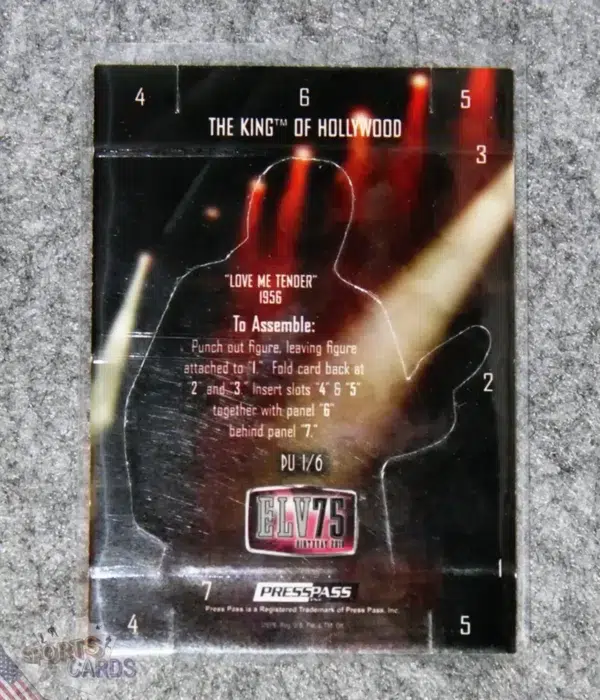 4 6 5
THE KING™ OF HOLLYWOOD
3
"LOVE ME TENDER"
1956
To Assemble:
Punch out figure, leaving figure
attached to "1." Fold card back at
"2" and "3." Insert slots "4" & "5"
together with panel "6"
behind panel "7."
2
PU 1/6
ELV75
7 PRESSPASS
Press Pass is a Registered Trademark of Press Pass, Inc.
4 5
SPORTS
CARDS